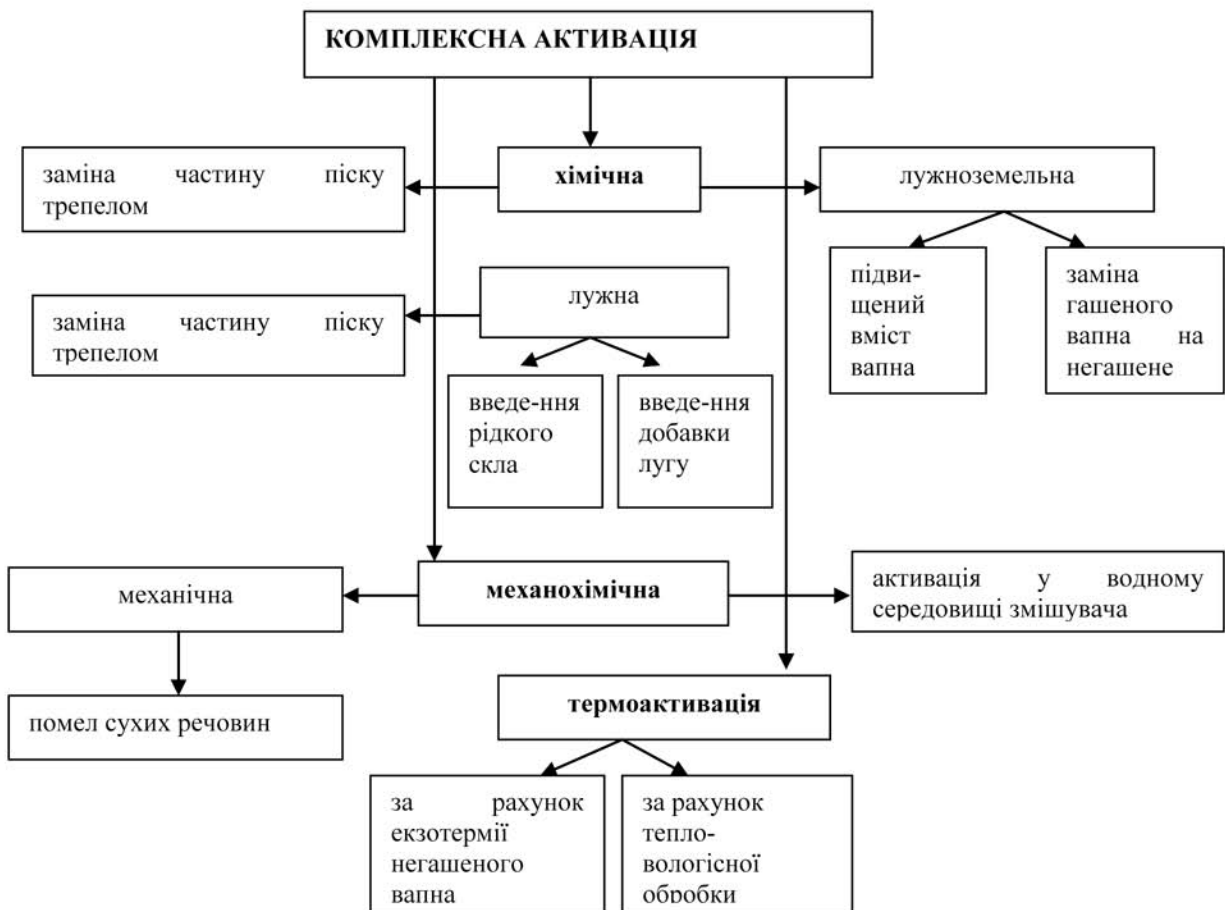 КОМПЛЕКСНА АКТИВАЦІЯ
заміна частину піску
трепелом
хімічна
лужноземельна
підви-
щений
вміст
вапна
заміна
гашеного
вапна на
негашене
лужна
заміна частину піску
трепелом
введе-ння
рідкого
скла
введе-ння
добавки
лугу
механічна
механохімічна
активація у водному
середовищі змішувача
помел сухих речовин
термоактивація
за рахунок
екзотермії
негашеного
вапна
за рахунок
тепло-
вологісної
обробки